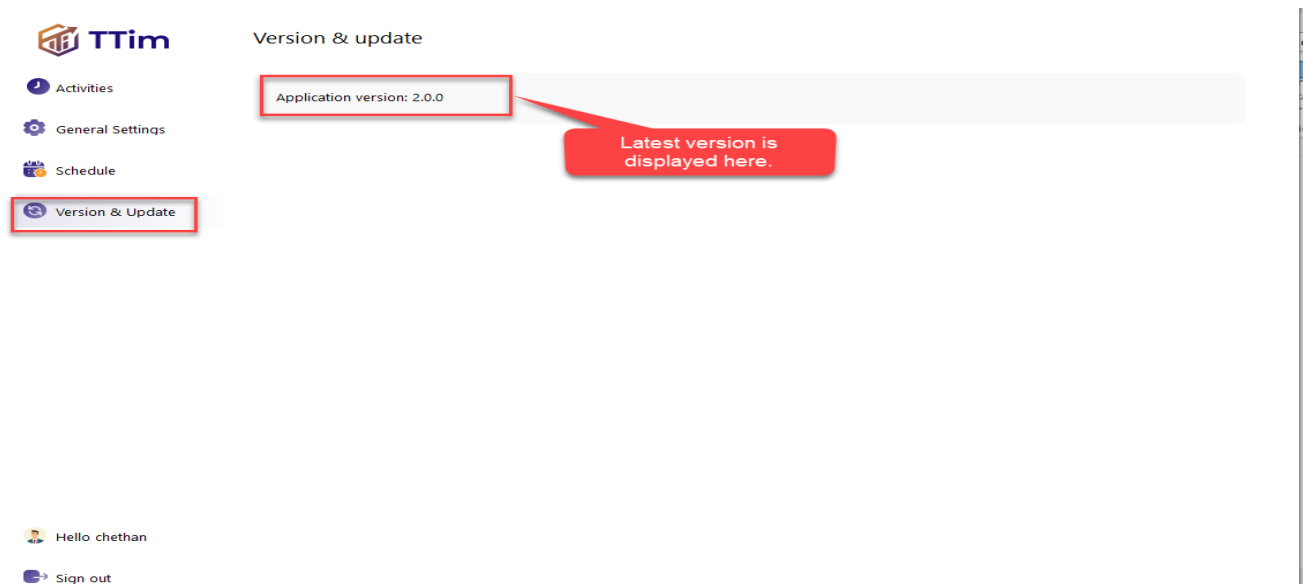 TTim
Version & update
Activities
Application version: 2.0.0
General Settings
Latest version is
displayed here.
Schedule
Version & Update
Hello chethan
Sign out